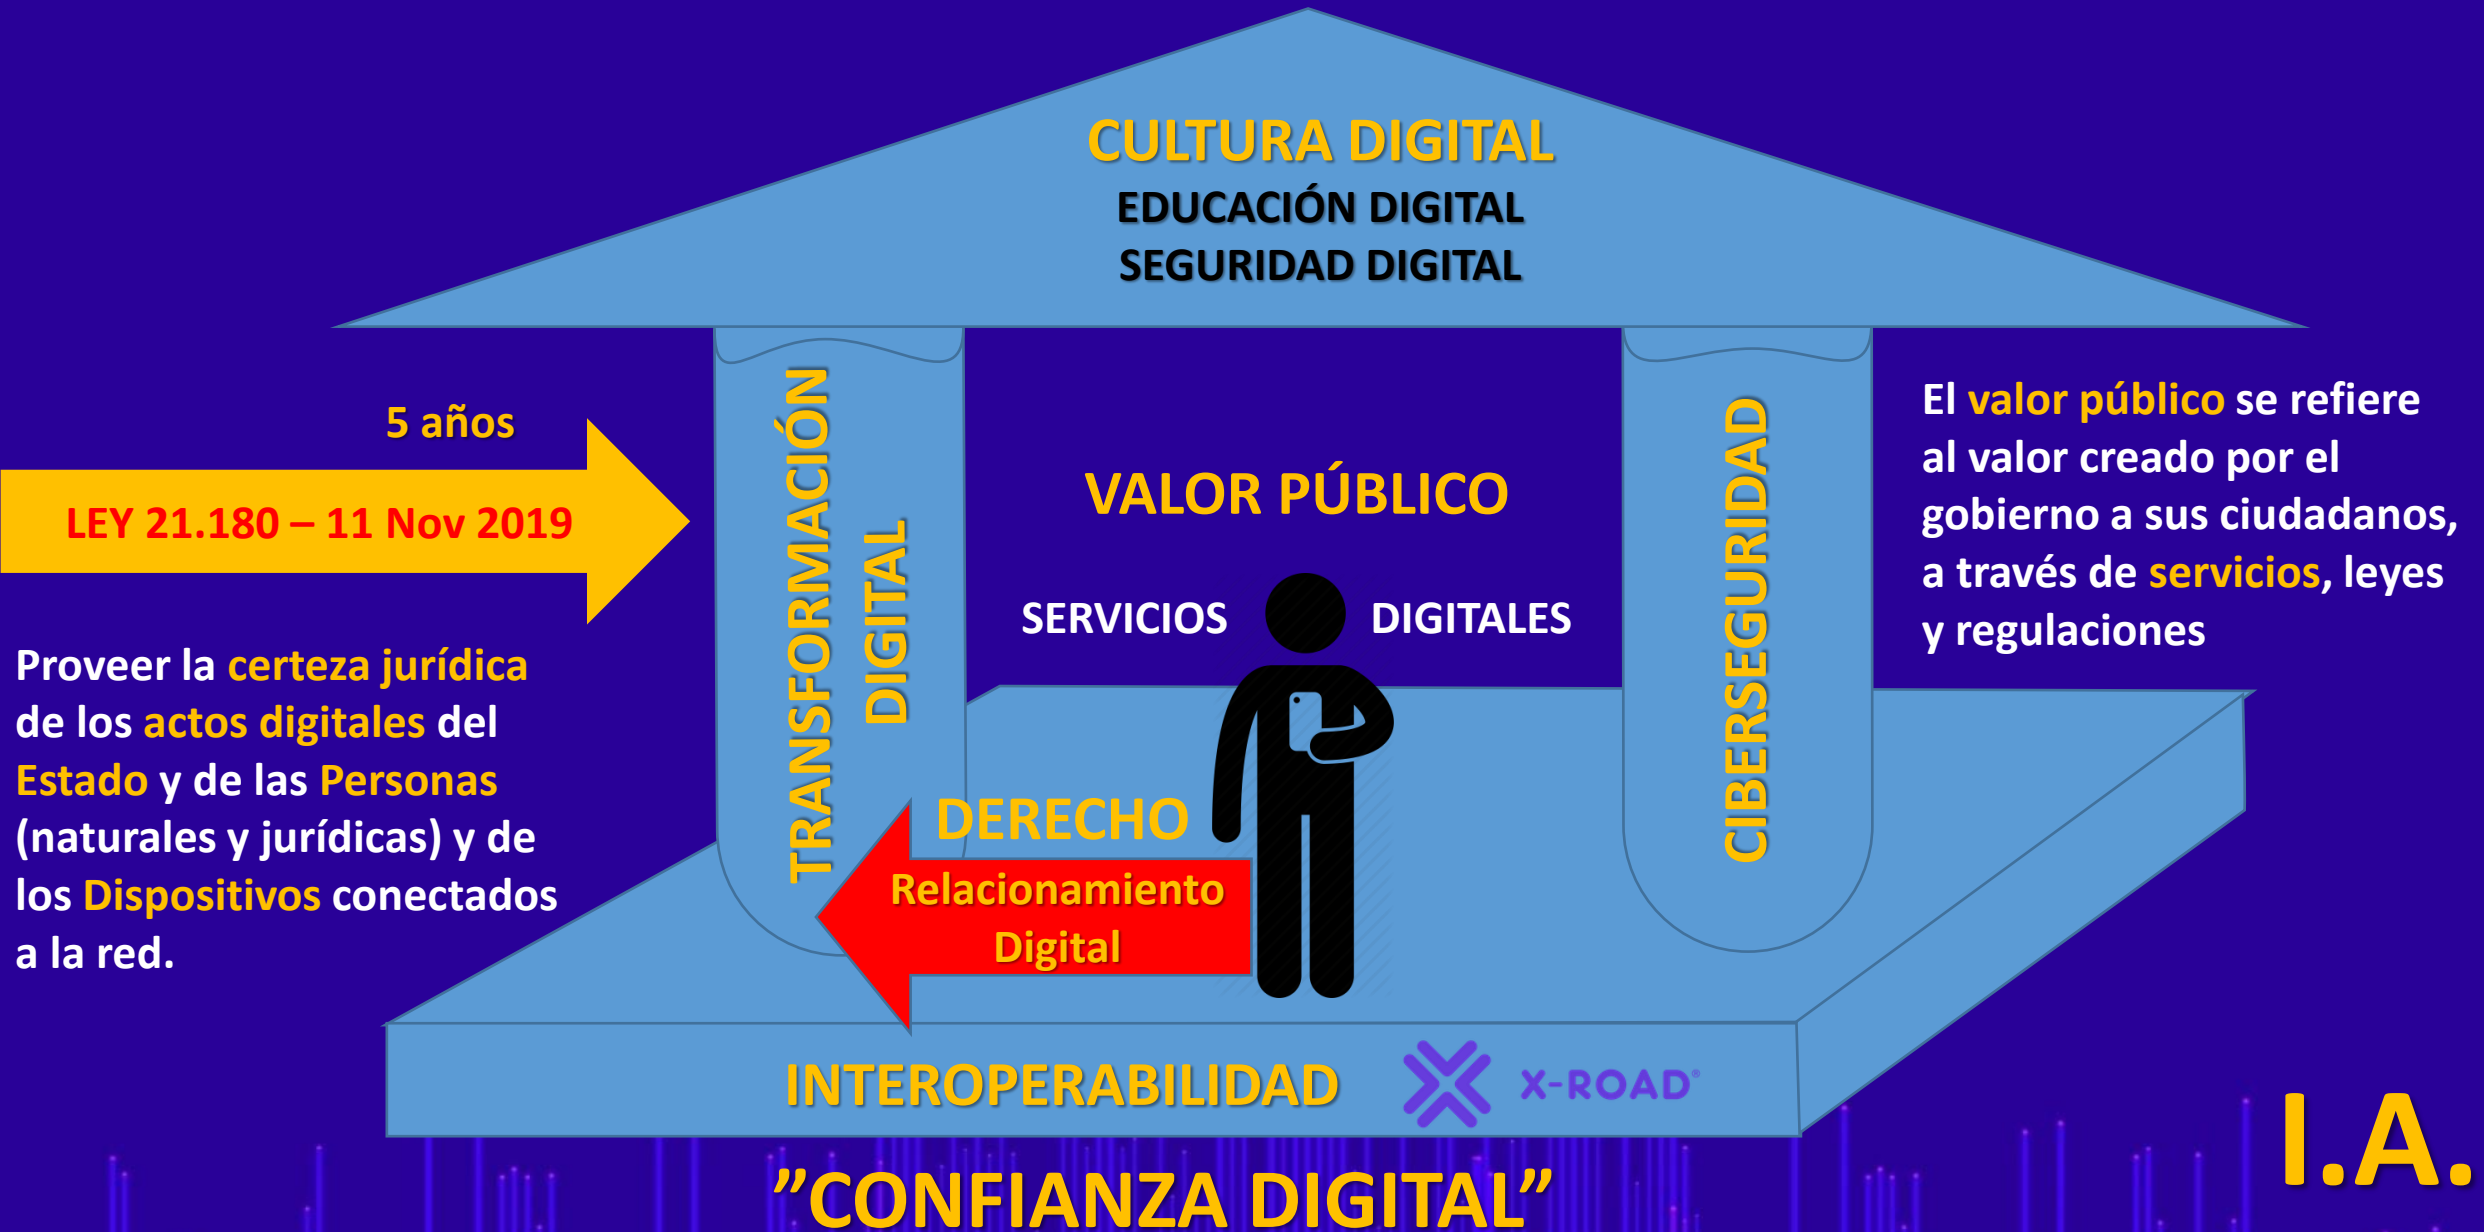 CULTURA DIGITAL
EDUCACIÓN DIGITAL
SEGURIDAD DIGITAL
5 años
LEY 21.180 – 11 Nov 2019
Proveer la certeza jurídica
de los actos digitales del
Estado y de las Personas
(naturales y jurídicas) y de
los Dispositivos conectados
a la red.
TRANSFORMACIÓN
DIGITAL
VALOR PÚBLICO
SERVICIOS DIGITALES
DERECHO
Relacionamiento
Digital
CIBERSEGURIDAD
El valor público se refiere
al valor creado por el
gobierno a sus ciudadanos,
a través de servicios, leyes
y regulaciones
INTEROPERABILIDAD X-ROAD®
”CONFIANZA DIGITAL”
I.A.